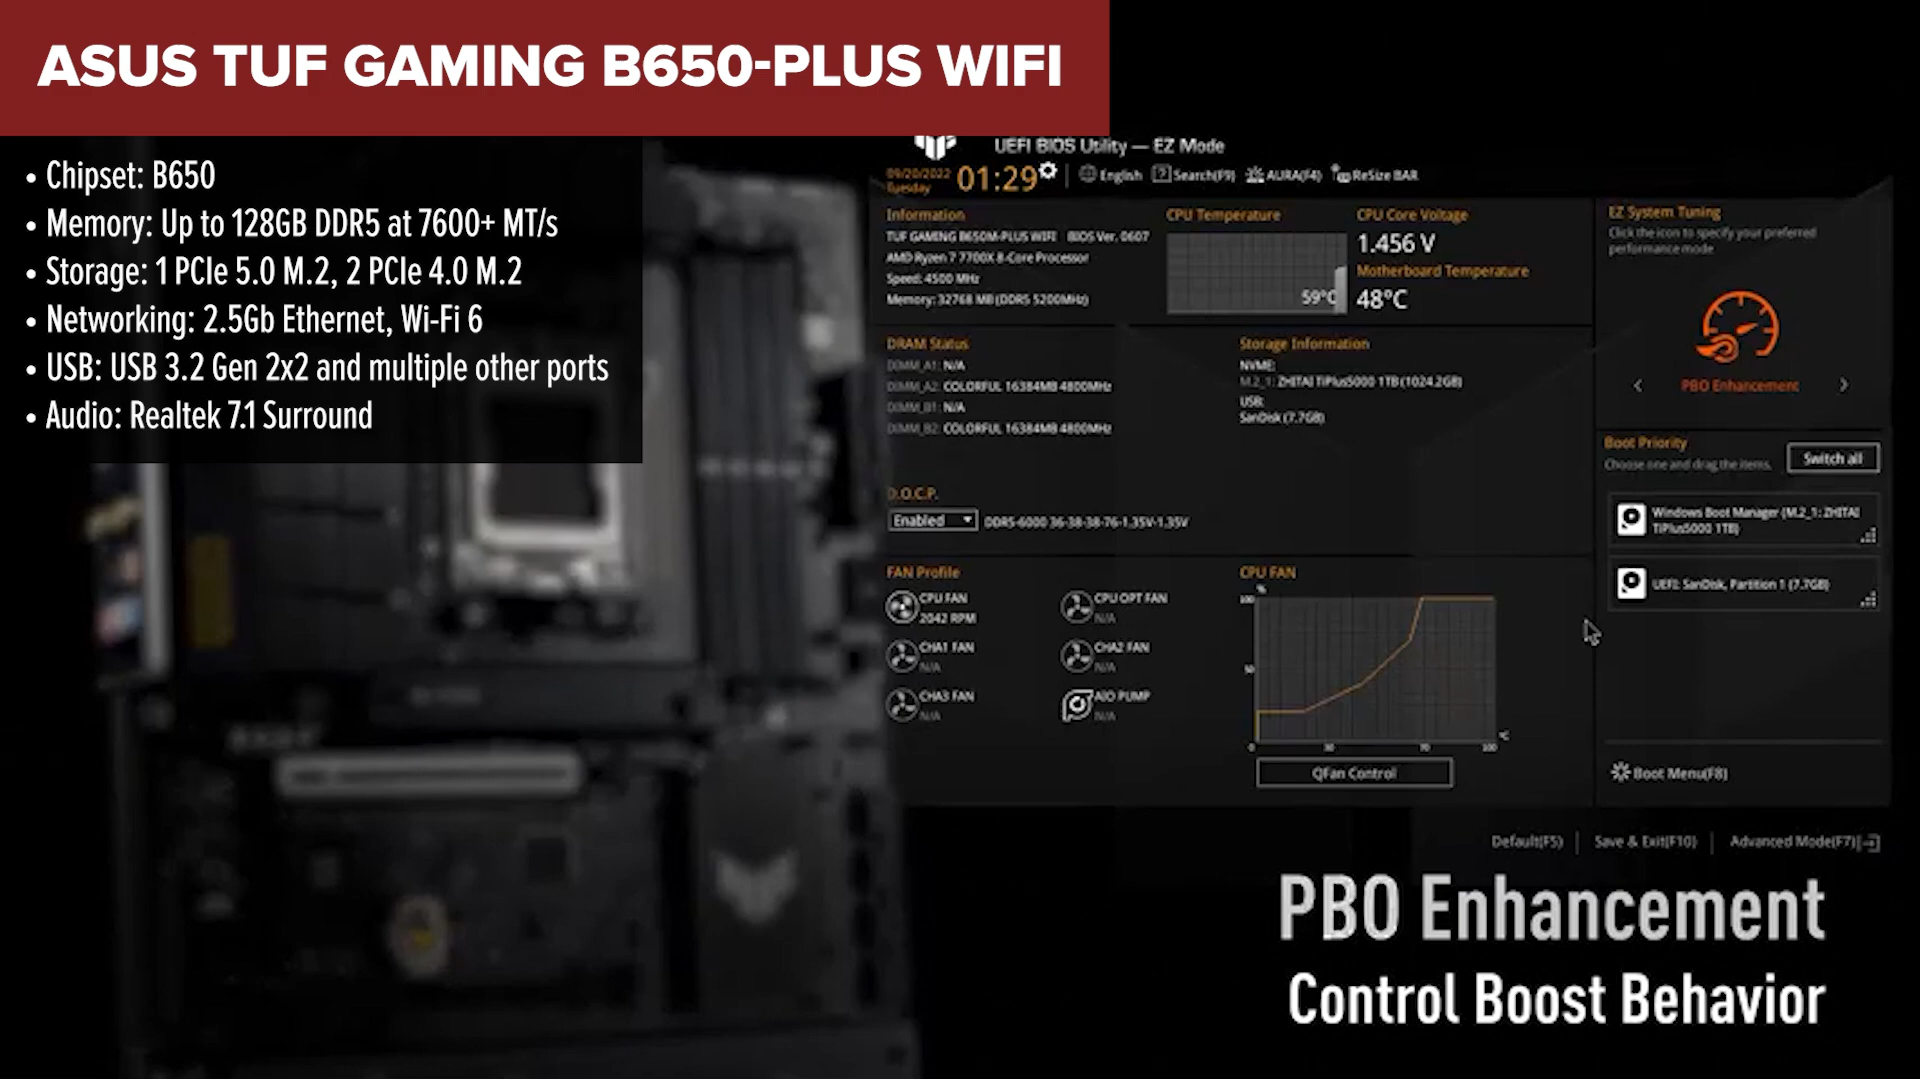 ASUS TUF GAMING B650-PLUS WIFI
• Chipset: B650
• Memory: Up to 128GB DDR5 at 7600+ MT/s
• Storage: 1 PCIe 5.0 M.2, 2 PCIe 4.0 M.2
• Networking: 2.5Gb Ethernet, Wi-Fi 6
• USB: USB 3.2 Gen 2x2 and multiple other ports
• Audio: Realtek 7.1 Surround
UEFI BIOS Utility — EZ Mode
09/20/2022
Tuesday
01:29
English
Search(F9)
AURA(F4)
ReSize BAR
Information
TUF GAMING B650M-PLUS WIFI BIOS Ver. 0607
AMD Ryzen 7 7700X 8-Core Processor
Speed: 4500 MHz
Memory: 32768 MB (DDR5 5200MHz)
CPU Temperature
59°C
CPU Core Voltage
1.456 V
Motherboard Temperature
48°C
DRAM Status
DIMM_A1: N/A
DIMM_A2: COLORFUL 16384MB 4800MHz
DIMM_B1: N/A
DIMM_B2: COLORFUL 16384MB 4800MHz
Storage Information
NVME:
M.2_1: ZHITAI TiPlus5000 1TB (1024.2GB)
USB:
SanDisk (7.7GB)
D.O.C.P.
Enabled
DDR5-6000 36-38-38-76-1.35V-1.35V
FAN Profile
CPU FAN
2042 RPM
CPU OPT FAN
N/A
CHA1 FAN
N/A
CHA2 FAN
N/A
CHA3 FAN
N/A
AIO PUMP
N/A
CPU FAN
%
100
50
0
30
70
100
°C
QFan Control
EZ System Tuning
Click the icon to specify your preferred
performance mode
PBO Enhancement
Boot Priority
Choose one and drag the items.
Switch all
Windows Boot Manager (M.2_1: ZHITAI
TiPlus5000 1TB)
UEFI: SanDisk, Partition 1 (7.7GB)
Boot Menu(F8)
Default(F5)
Save & Exit(F10)
Advanced Mode(F7)
PBO Enhancement
Control Boost Behavior